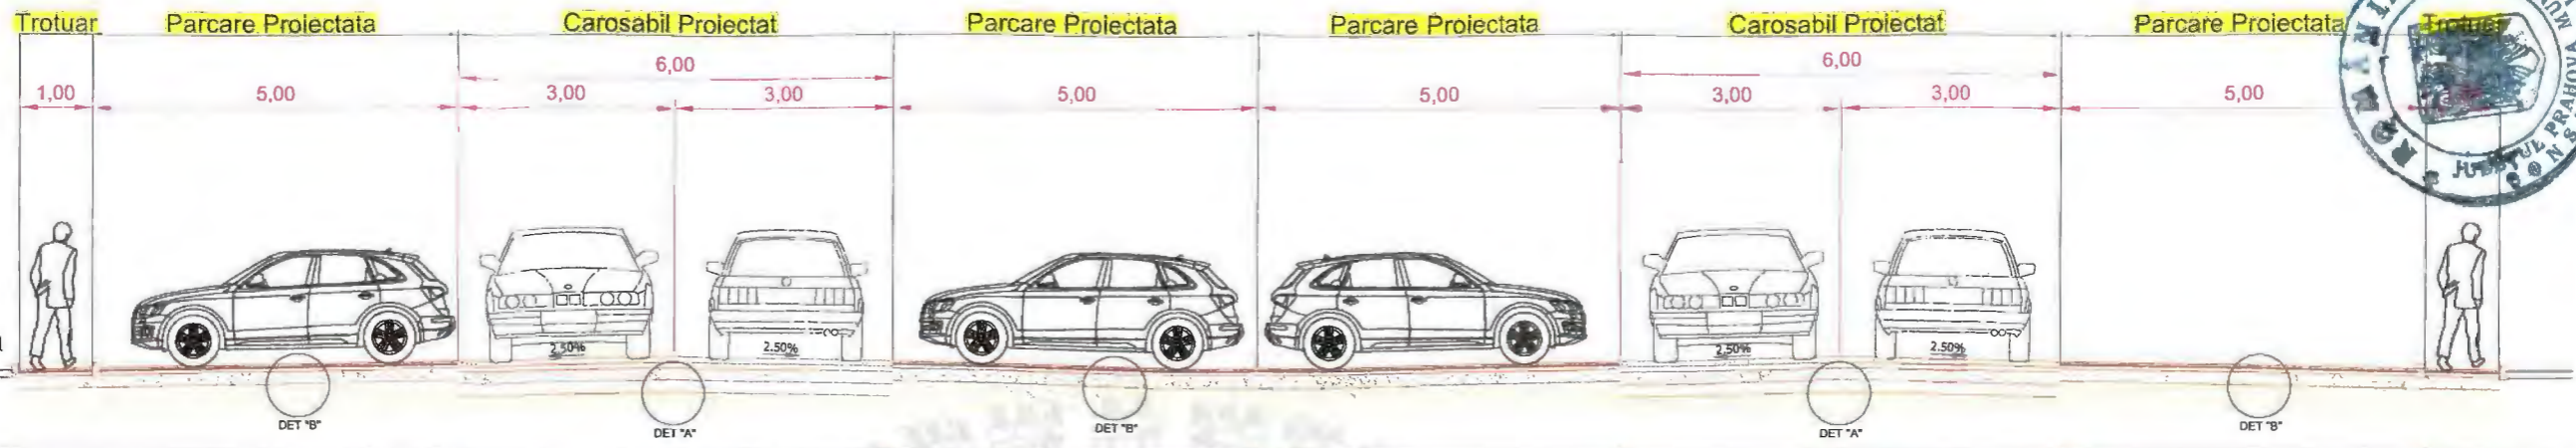 Trotuar Parcare Proiectata Carosabil Proiectat Parcare Proiectata Parcare Proiectata Carosabil Proiectat Parcare Proiectata Trotuar
6,00 6,00
1,00 5,00 3,00 3,00 5,00 5,00 3,00 3,00 5,00
2.50% 2.50% 2.50% 2.50%
DET "B" DET "A" DET "B" DET "A" DET "B"
JUDEŢUL PRAHOVA